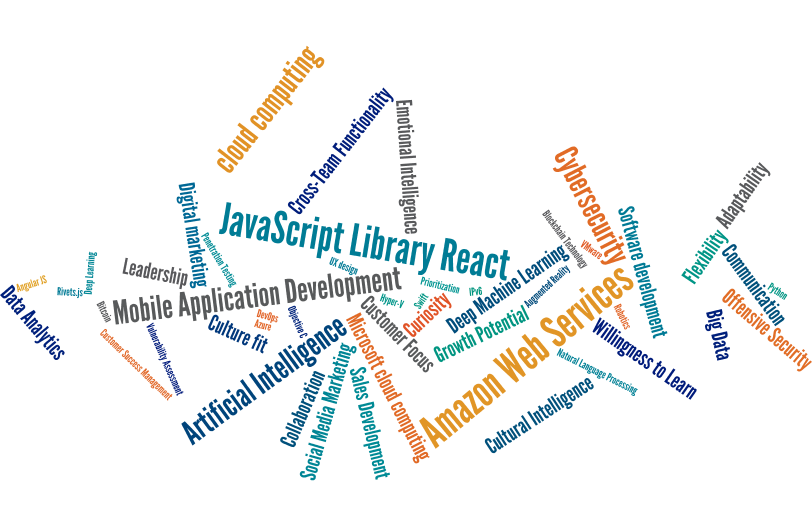 cloud computing
Cross-Team Functionality
Emotional Intelligence
Cybersecurity
Adaptability
Digital marketing
JavaScript Library React
Software development
Blockchain Technology
VMware
Flexibility
Communication
Penetration Testing
Leadership
UX design
Deep Machine Learning
Augmented Reality
Deep Learning
Angular JS
Rivets.js
Data Analytics
Bitcoin
Mobile Application Development
Prioritization
IPv6
Hyper-V
Swift
Curiosity
Python
Offensive Security
Big Data
Robotics
Amazon Web Services
Willingness to Learn
Growth Potential
Customer Focus
Objective C
DevOps
Azure
Culture fit
Vulnerability Assessment
Customer Success Management
Artificial Intelligence
Microsoft cloud computing
Natural Language Processing
Cultural Intelligence
Collaboration
Social Media Marketing
Sales Development